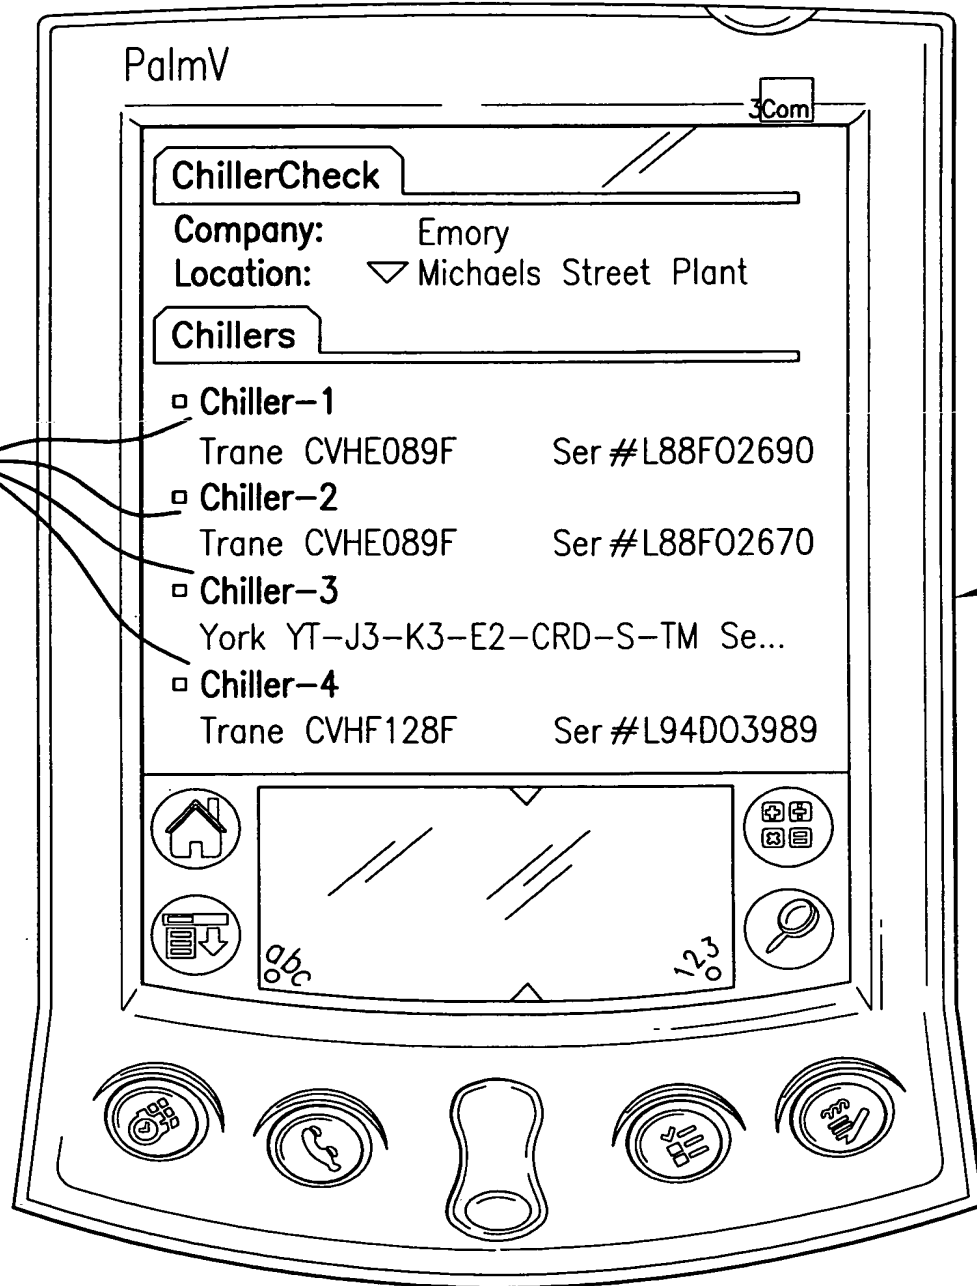 PalmV
3Com
ChillerCheck
Company: Emory
Location: Michaels Street Plant
Chillers
Chiller-1
Trane CVHE089F Ser#L88F02690
Chiller-2
Trane CVHE089F Ser#L88F02670
Chiller-3
York YT-J3-K3-E2-CRD-S-TM Se...
Chiller-4
Trane CVHF128F Ser#L94D03989
abc 123